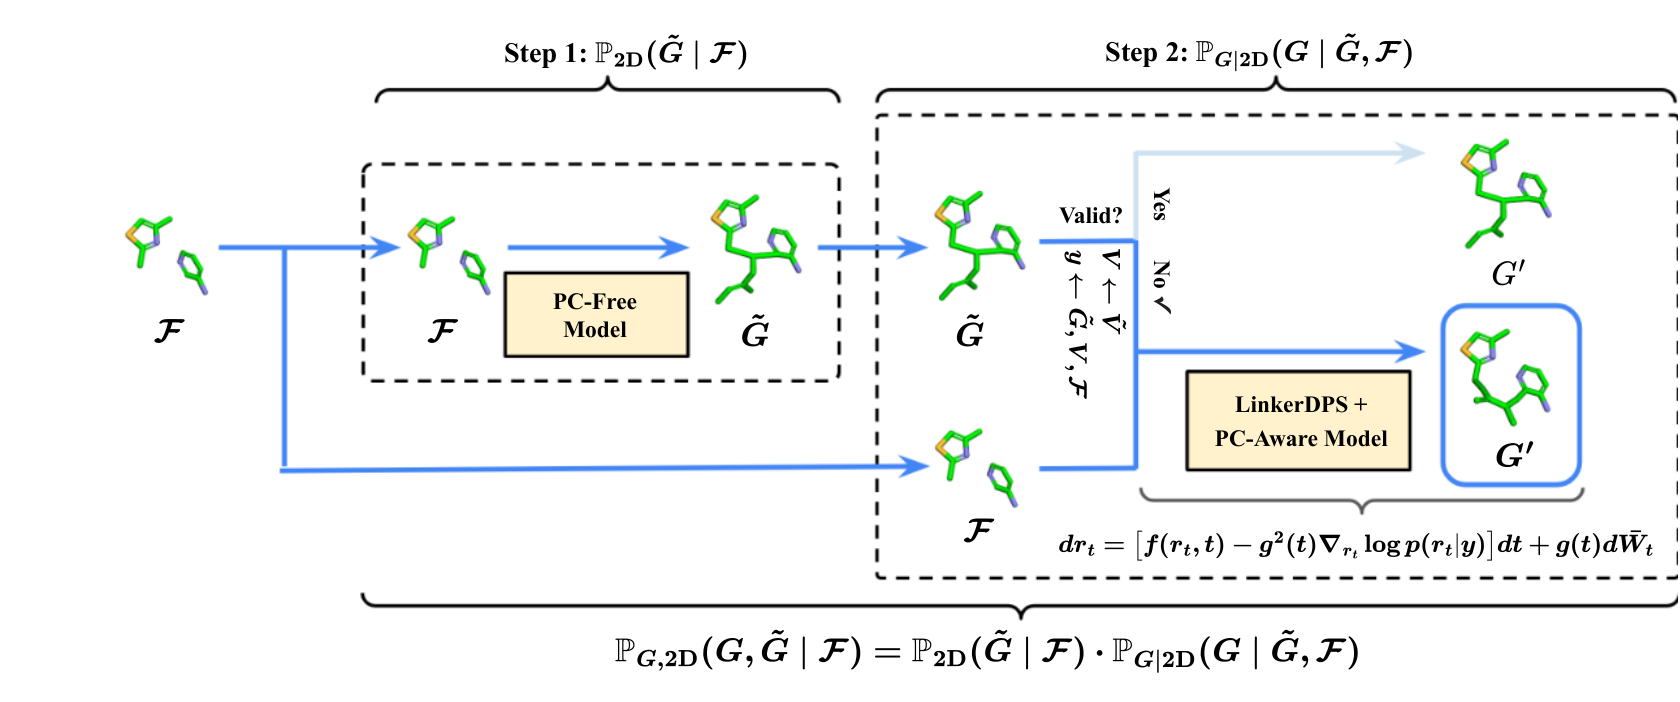 Step 1: ℙ₂D(G̃ | ℱ)
Step 2: ℙG|2D(G | G̃, ℱ)
Valid?
Yes
No ✓
V ← Ṽ
y ← G̃, V, ℱ
ℱ
ℱ
PC-Free
Model
G̃
G̃
G′
LinkerDPS +
PC-Aware Model
G′
ℱ
drₜ = [f(rₜ, t) − g²(t)∇rₜ log p(rₜ|y)]dt + g(t)dW̄ₜ
ℙG,2D(G, G̃ | ℱ) = ℙ2D(G̃ | ℱ) · ℙG|2D(G | G̃, ℱ)